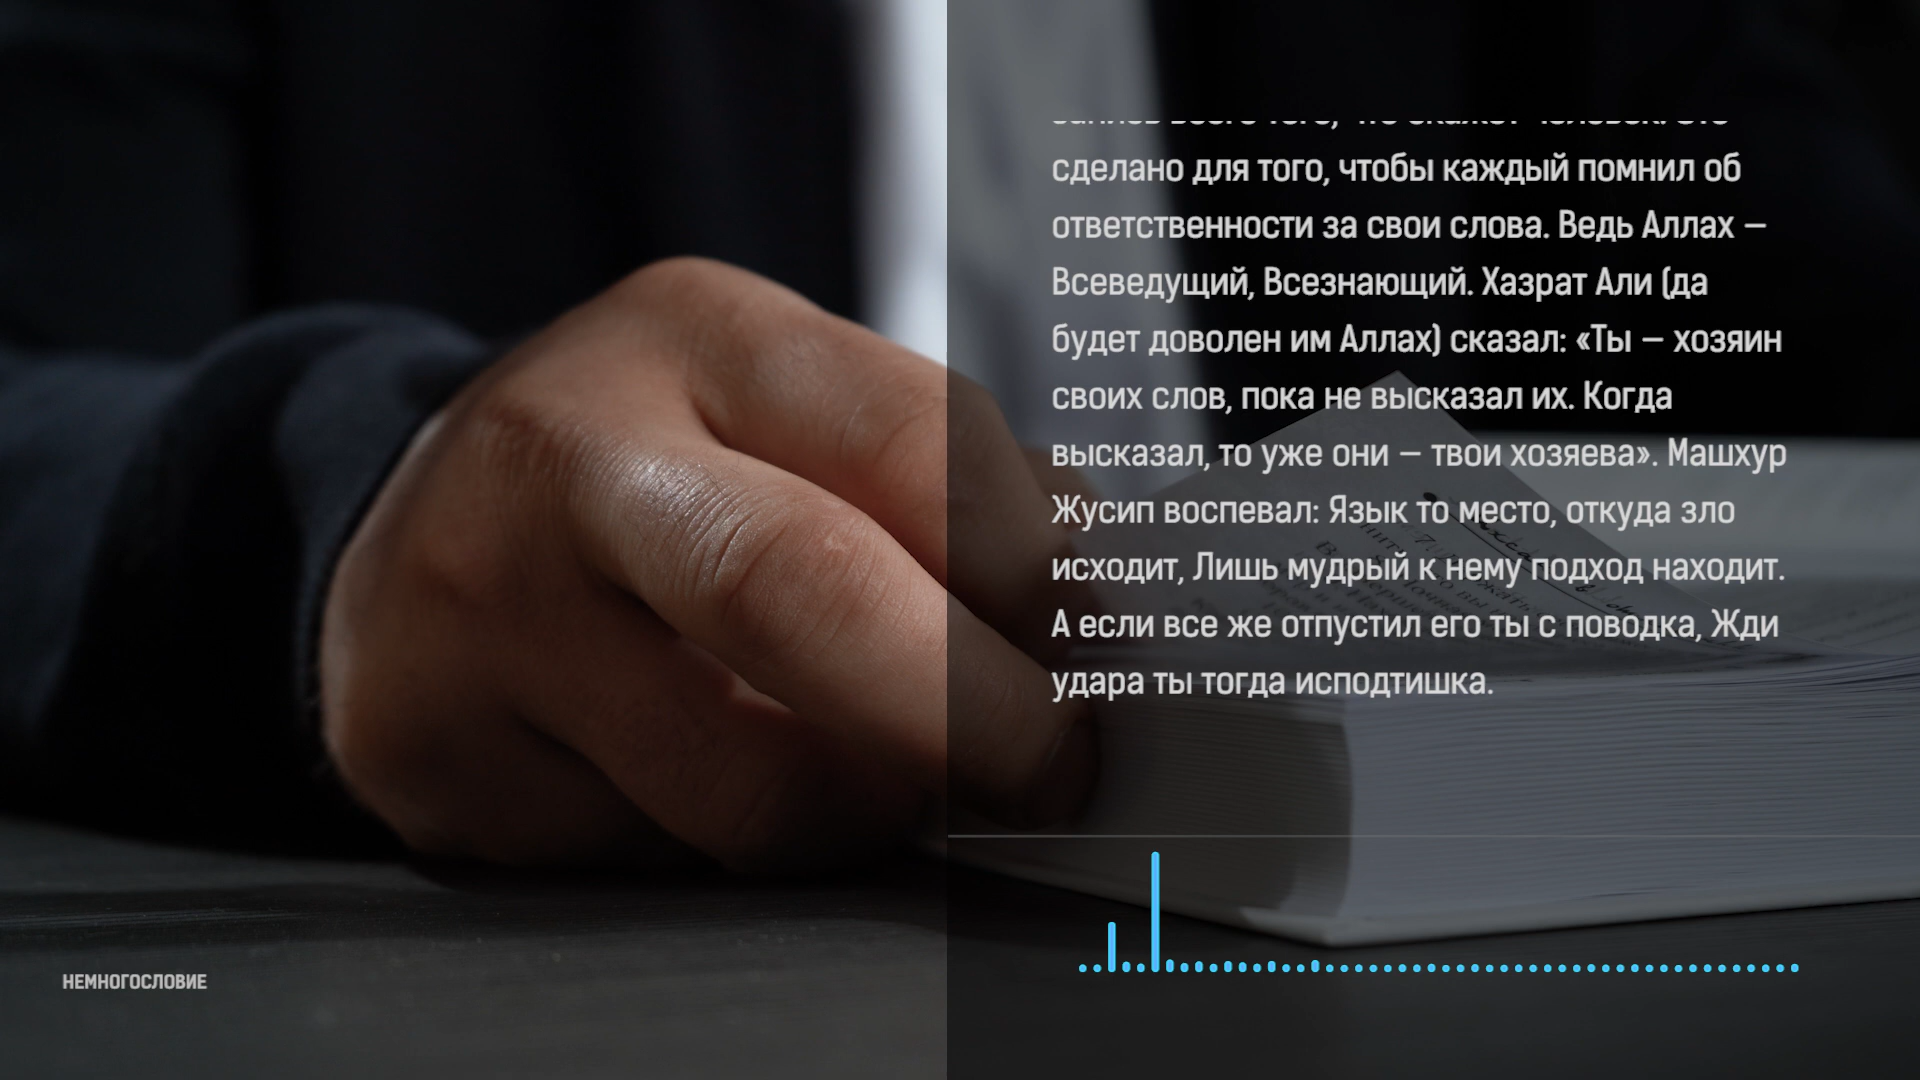 сделано для того, чтобы каждый помнил об
ответственности за свои слова. Ведь Аллах –
Всеведущий, Всезнающий. Хазрат Али (да
будет доволен им Аллах) сказал: «Ты – хозяин
своих слов, пока не высказал их. Когда
высказал, то уже они – твои хозяева». Машхур
Жусип воспевал: Язык то место, откуда зло
исходит, Лишь мудрый к нему подход находит.
А если все же отпустил его ты с поводка, Жди
удара ты тогда исподтишка.
НЕМНОГОСЛОВИЕ